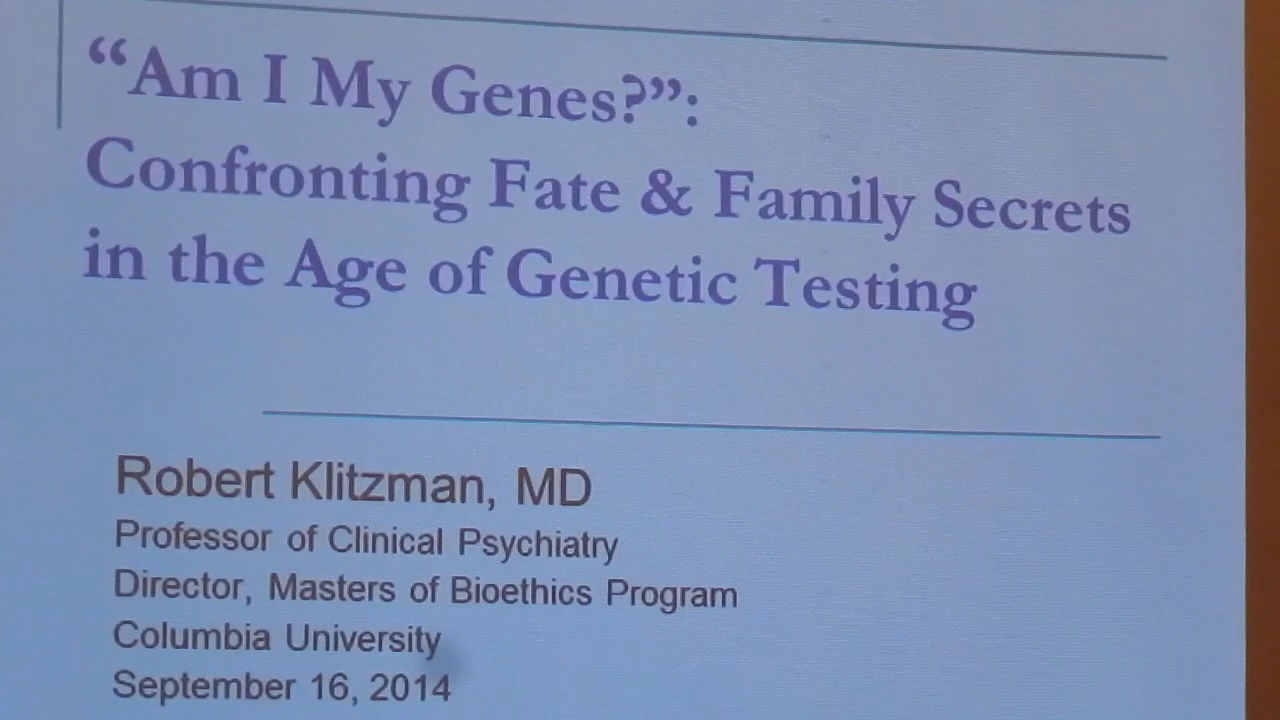 “Am I My Genes?”:
Confronting Fate & Family Secrets
in the Age of Genetic Testing
Robert Klitzman, MD
Professor of Clinical Psychiatry
Director, Masters of Bioethics Program
Columbia University
September 16, 2014